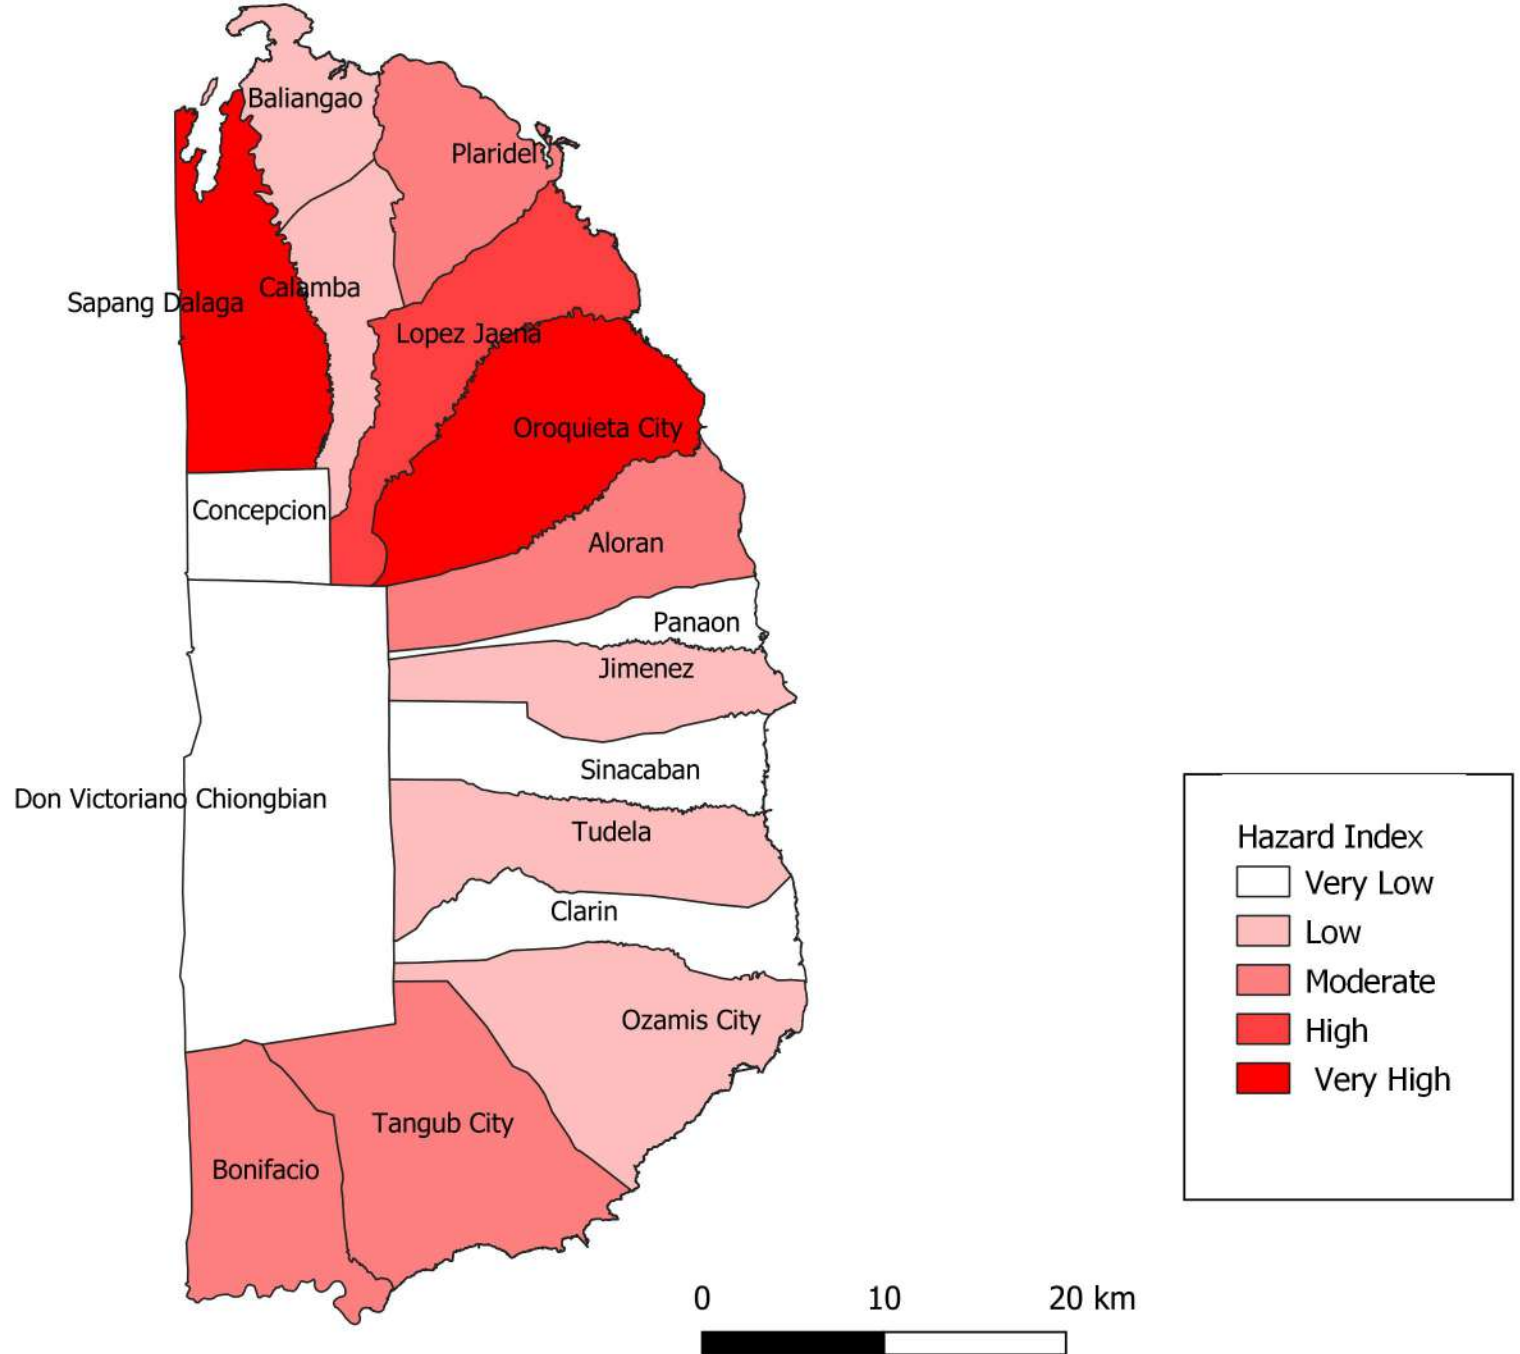 Baliangao
Plaridel
Calamba
Sapang Dalaga
Lopez Jaena
Oroquieta City
Concepcion
Aloran
Panaon
Jimenez
Sinacaban
Don Victoriano Chiongbian
Tudela
Clarin
Ozamis City
Tangub City
Bonifacio
Hazard Index
Very Low
Low
Moderate
High
Very High
0 10 20 km